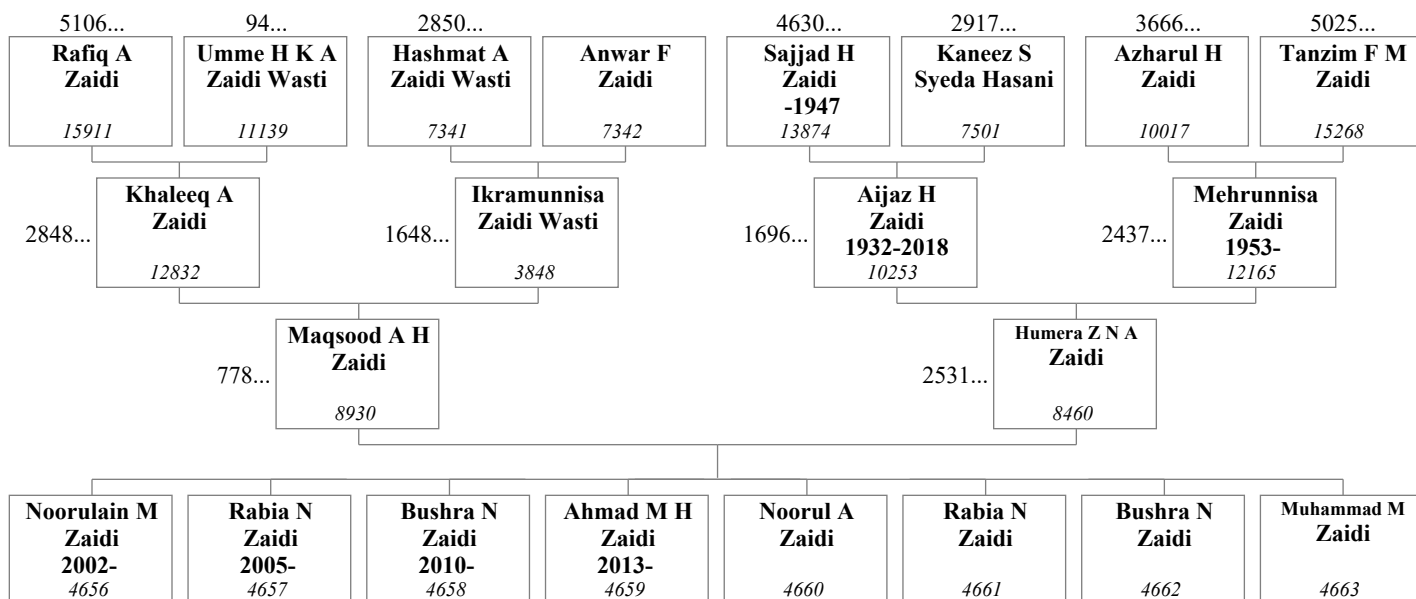 5106... 94... 2850... 4630... 2917... 3666... 5025...
Rafiq A
Zaidi
15911
Umme H K A
Zaidi Wasti
11139
Hashmat A
Zaidi Wasti
7341
Anwar F
Zaidi
7342
Sajjad H
Zaidi
-1947
13874
Kaneez S
Syeda Hasani
7501
Azharul H
Zaidi
10017
Tanzim F M
Zaidi
15268
2848...
Khaleeq A
Zaidi
12832
1648...
Ikramunnisa
Zaidi Wasti
3848
1696...
Aijaz H
Zaidi
1932-2018
10253
2437...
Mehrunnisa
Zaidi
1953-
12165
778...
Maqsood A H
Zaidi
8930
2531...
Humera Z N A
Zaidi
8460
Noorulain M
Zaidi
2002-
4656
Rabia N
Zaidi
2005-
4657
Bushra N
Zaidi
2010-
4658
Ahmad M H
Zaidi
2013-
4659
Noorul A
Zaidi
4660
Rabia N
Zaidi
4661
Bushra N
Zaidi
4662
Muhammad M
Zaidi
4663